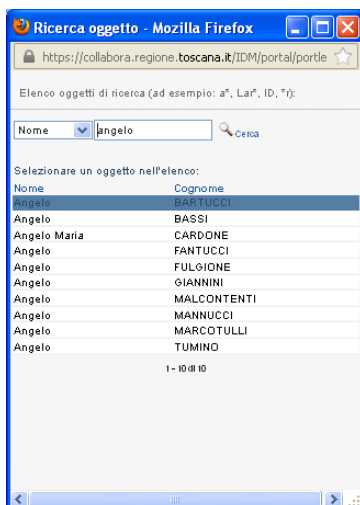 Ricerca oggetto - Mozilla Firefox
https://collabora.regione.toscana.it/IDM/portal/portle
Elenco oggetti di ricerca (ad esempio: a*, Lar*, ID, *r):
Nome angelo Cerca
Selezionare un oggetto nell'elenco:
Nome Cognome
Angelo BARTUCCI
Angelo BASSI
Angelo Maria CARDONE
Angelo FANTUCCI
Angelo FULGIONE
Angelo GIANNINI
Angelo MALCONTENTI
Angelo MANNUCCI
Angelo MARCOTULLI
Angelo TUMINO
1 - 10 di 10